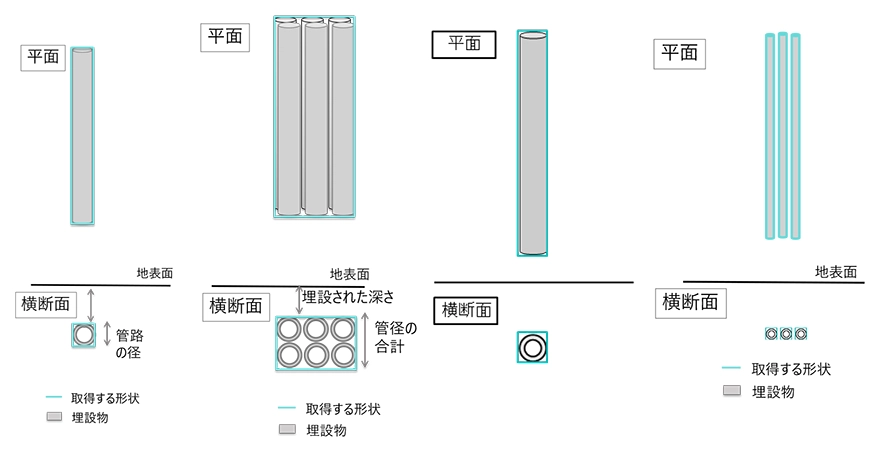 平面
地表面
横断面
管路
の径
取得する形状
埋設物
平面
地表面
埋設された深さ
横断面
管径の
合計
取得する形状
埋設物
平面
横断面
平面
地表面
横断面
取得する形状
埋設物